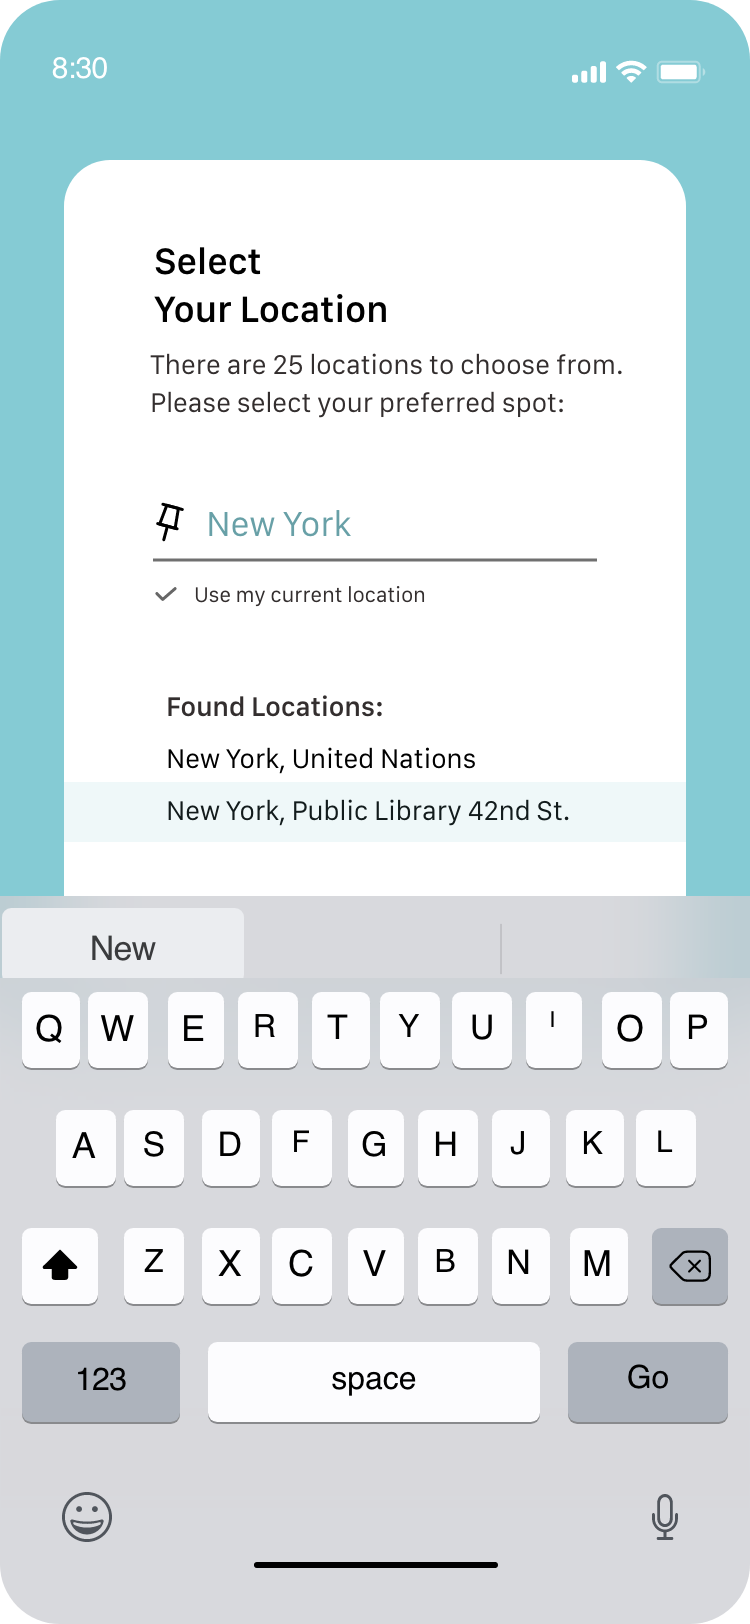 8:30
Select
Your Location
There are 25 locations to choose from.
Please select your preferred spot:
New York
Use my current location
Found Locations:
New York, United Nations
New York, Public Library 42nd St.
New
Q W E R T Y U I O P
A S D F G H J K L
Z X C V B N M
123 space Go